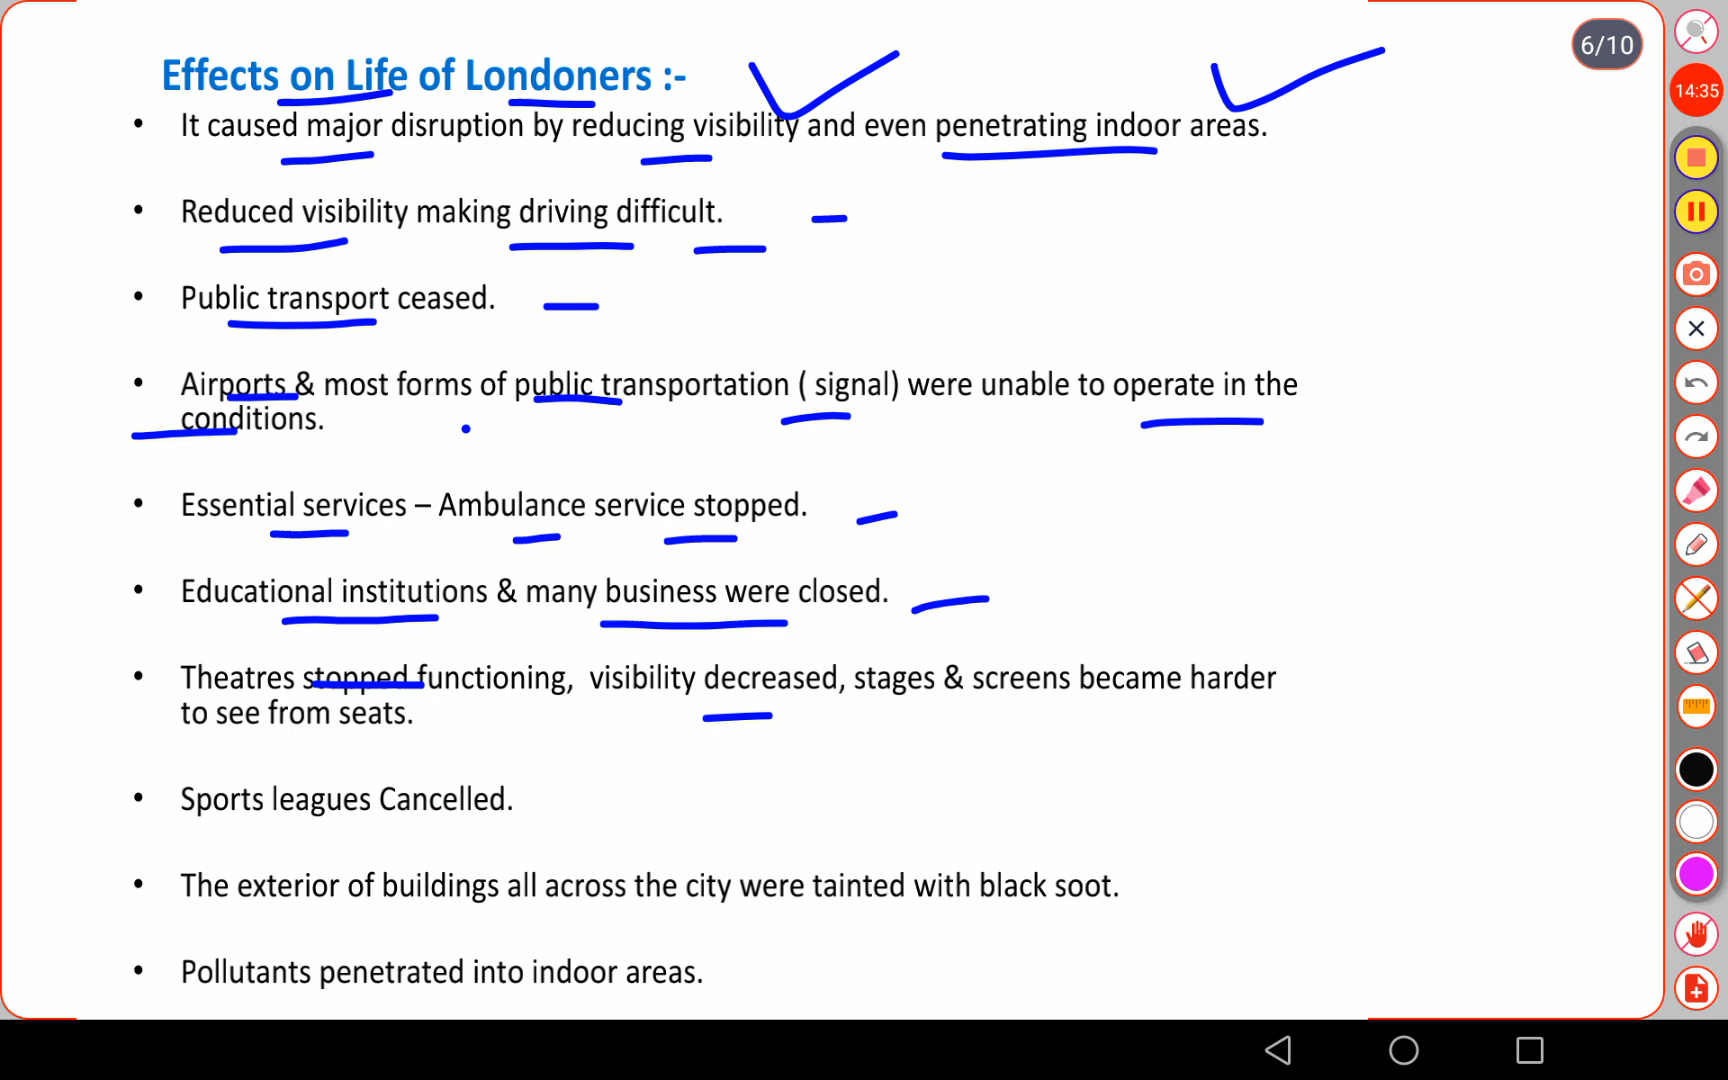 6/10
14:35
Effects on Life of Londoners :-
• It caused major disruption by reducing visibility and even penetrating indoor areas.
• Reduced visibility making driving difficult.
• Public transport ceased.
• Airports & most forms of public transportation ( signal) were unable to operate in the
conditions.
• Essential services – Ambulance service stopped.
• Educational institutions & many business were closed.
• Theatres stopped functioning, visibility decreased, stages & screens became harder
to see from seats.
• Sports leagues Cancelled.
• The exterior of buildings all across the city were tainted with black soot.
• Pollutants penetrated into indoor areas.